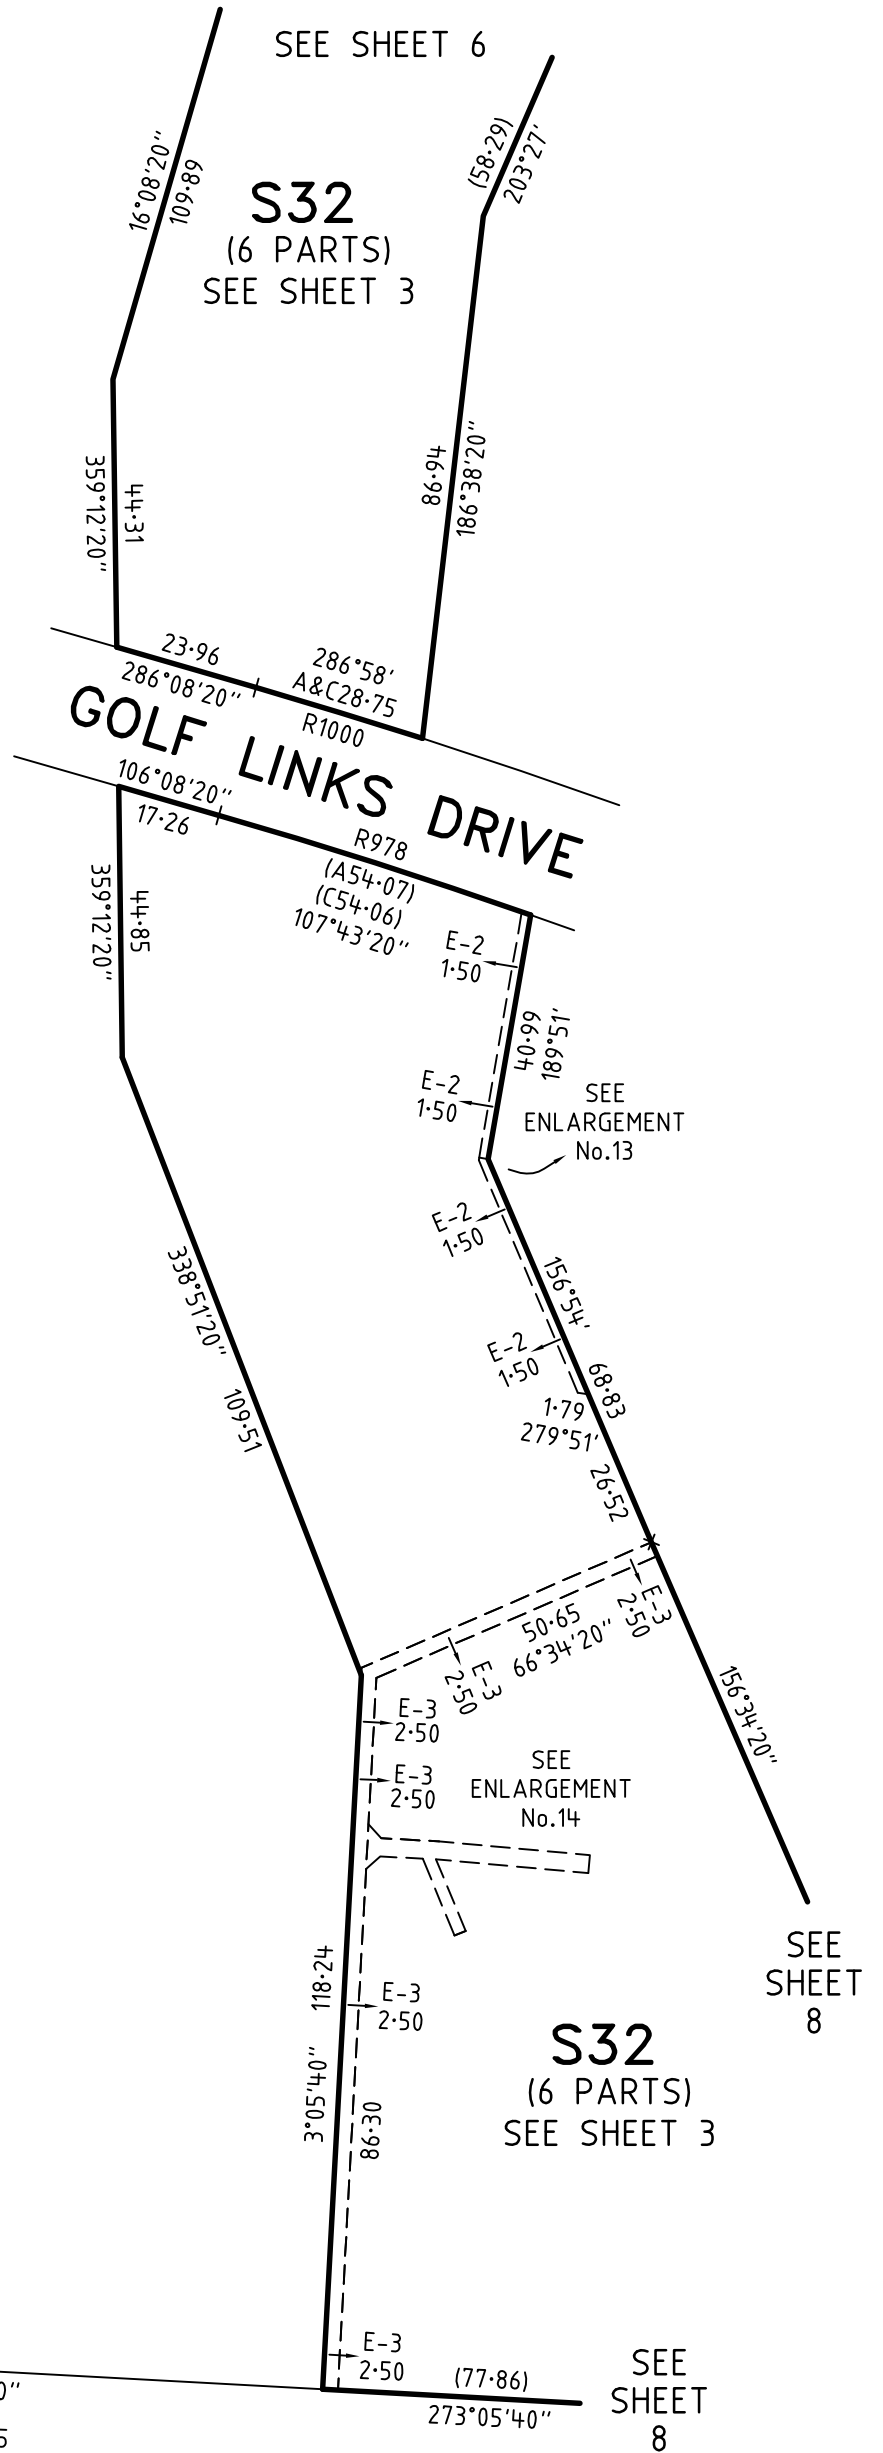 SEE SHEET 6
(58·29)
203°27'
16°08'20"
109·89
S32
(6 PARTS)
SEE SHEET 3
86·94
186°38'20"
44·31
359°12'20"
23·96
286°08'20"
286°58'
A&C28·75
R1000
GOLF LINKS DRIVE
106°08'20"
17·26
R978
(A54·07)
(C54·06)
107°43'20"
44·85
359°12'20"
E-2
1·50
40·99
189°51'
E-2
1·50
SEE
ENLARGEMENT
No.13
E-2
1·50
156°54'
338°51'20"
109·51
E-2
1·50
68·83
1·79
279°51'
26·52
E-3
2·50
50·65
66°34'20"
E-3
2·50
156°34'20"
E-3
2·50
E-3
2·50
SEE
ENLARGEMENT
No.14
118·24
3°05'40"
E-3
2·50
SEE
SHEET
8
S32
(6 PARTS)
SEE SHEET 3
86·30
E-3
2·50
(77·86)
273°05'40"
SEE
SHEET
8
0"
5